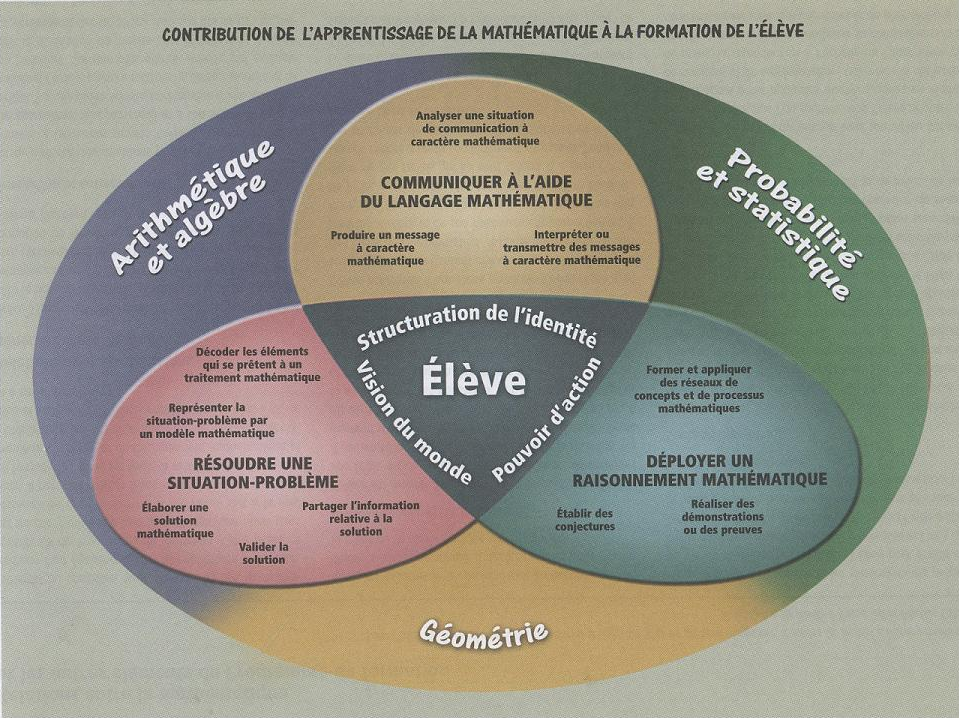 CONTRIBUTION DE L'APPRENTISSAGE DE LA MATHÉMATIQUE À LA FORMATION DE L'ÉLÈVE
Arithmétique
et algèbre
Probabilité
et statistique
Analyser une situation
de communication à
caractère mathématique
COMMUNIQUER À L'AIDE
DU LANGAGE MATHÉMATIQUE
Produire un message
à caractère
mathématique
Interpréter ou
transmettre des messages
à caractère mathématique
Structuration de l'identité
Élève
Vision du monde
Pouvoir d'action
Décoder les éléments
qui se prêtent à un
traitement mathématique
Représenter la
situation-problème par
un modèle mathématique
RÉSOUDRE UNE
SITUATION-PROBLÈME
Élaborer une
solution
mathématique
Partager l'information
relative à la
solution
Valider la
solution
Former et appliquer
des réseaux de
concepts et de processus
mathématiques
DÉPLOYER UN
RAISONNEMENT MATHÉMATIQUE
Établir des
conjectures
Réaliser des
démonstrations
ou des preuves
Géométrie